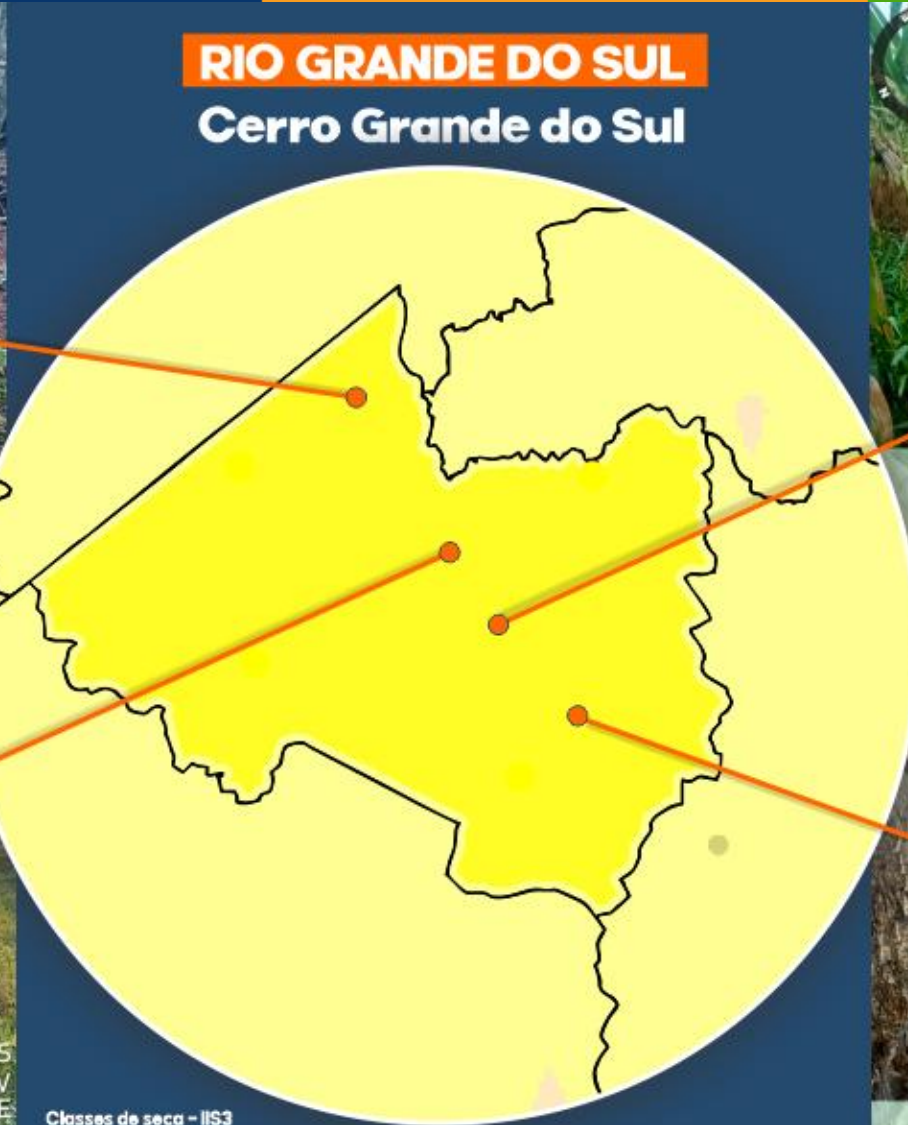 RIO GRANDE DO SUL
Cerro Grande do Sul
S
V
E
Classes de seca - IIS3